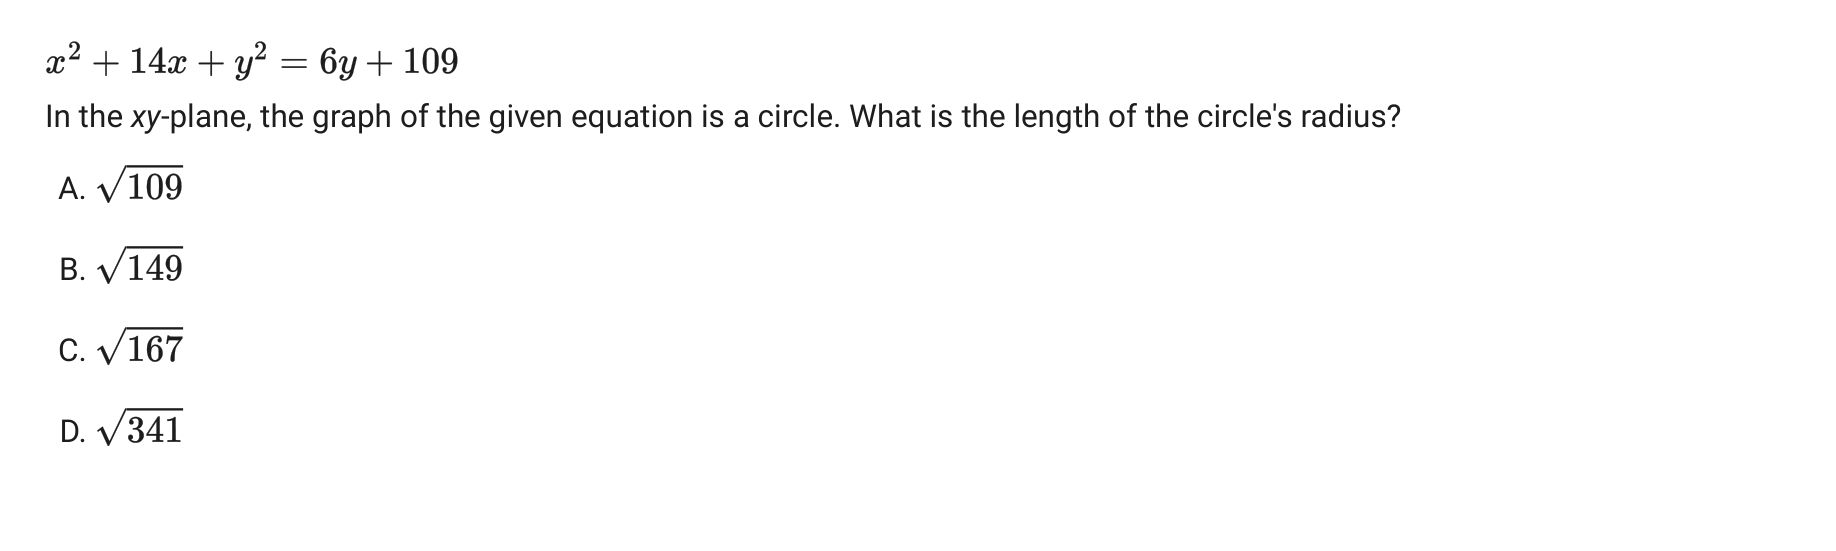 x² + 14x + y² = 6y + 109
In the xy-plane, the graph of the given equation is a circle. What is the length of the circle's radius?
A. √109
B. √149
C. √167
D. √341